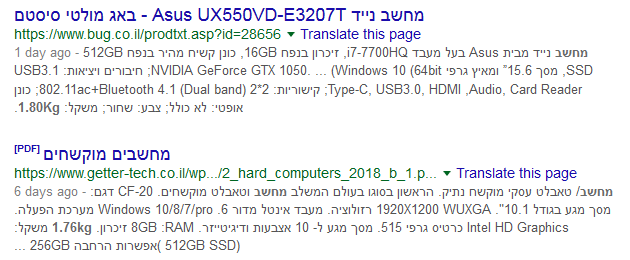 מחשב נייד Asus UX550VD-E3207T - באג מולטי סיסטם
https://www.bug.co.il/prodtxt.asp?id=28656 ▼ Translate this page
1 day ago - מחשב נייד מבית Asus בעל מעבד i7-7700HQ, זיכרון בנפח 16GB, כונן קשיח מהיר בנפח 512GB
SSD, מסך 15.6" ומאיץ גרפי NVIDIA GeForce GTX 1050. ... (Windows 10 (64bit; חיבורים ויציאות: USB3.1
Type-C, USB3.0, HDMI ,Audio, Card Reader; קישוריות: 2*2 802.11ac+Bluetooth 4.1 (Dual band); כונן
אופטי: לא כולל; צבע: שחור; משקל: 1.80Kg.
[PDF] מחשבים מוקשחים
https://www.getter-tech.co.il/wp.../2_hard_computers_2018_b_1.p... ▼ Translate this page
6 days ago - מחשב/ טאבלט עסקי מוקשח נתיק. הראשון בסוגו בעולם המשלב מחשב וטאבלט מוקשחים. CF-20 דגם:
מסך מגע בגודל 10.1". 1920X1200 WUXGA רזולוציה. מעבד אינטל מדור 6. Windows 10/8/7/pro מערכת הפעלה.
Intel HD Graphics כרטיס גרפי 515. מסך מגע ל- 10 אצבעות ודיגיטייזר. RAM: 8GB זיכרון. 1.76kg משקל:
256GB ... אפשרות הרחבה( 512GB SSD)